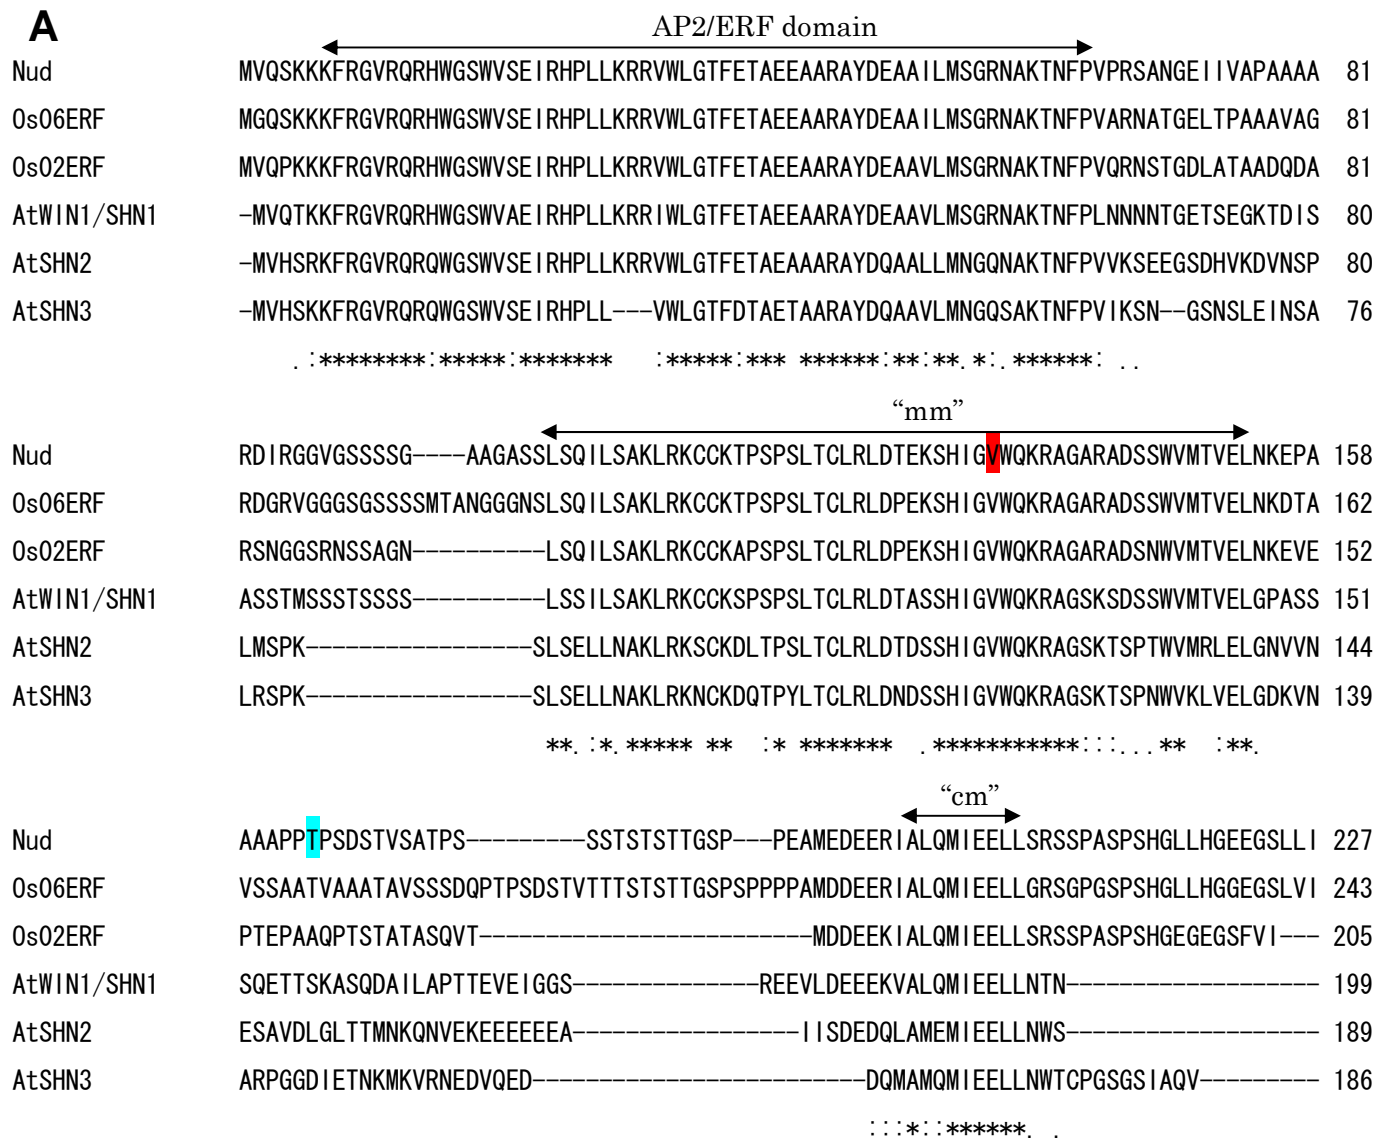 A
AP2/ERF domain
Nud MVQSKKKFRGVRQRHWGSWVSEIRHPLLKRRVWLGTFETAEEAARAYDEAAILMSGRNAKTNFPVPRSANGEIIVAPAAAA 81
Os06ERF MGQSKKKFRGVRQRHWGSWVSEIRHPLLKRRVWLGTFETAEEAARAYDEAAILMSGRNAKTNFPVARNATGELTPAAAVAG 81
Os02ERF MVQPKKKFRGVRQRHWGSWVSEIRHPLLKRRVWLGTFETAEEAARAYDEAAVLMSGRNAKTNFPVQRNSTGDLATAADQDA 81
AtWIN1/SHN1 -MVQTKKFRGVRQRHWGSWVAEIRHPLLKRRIWLGTFETAEEAARAYDEAAVLMSGRNAKTNFPLNNNNTGETSEGKTDIS 80
AtSHN2 -MVHSRKFRGVRQRQWGSWVSEIRHPLLKRRVWLGTFETAEAAARAYDQAALLMNGQNAKTNFPVVKSEEGSDHVKDVNSP 80
AtSHN3 -MVHSKKFRGVRQRQWGSWVSEIRHPLL---VWLGTFDTAETAARAYDQAAVLMNGQSAKTNFPVIKSN--GSNSLEINSA 76
. :********:*****:*******   :*****:*** ******:**:**.*:. ******: ..
“mm”
Nud RDIRGGVGSSSSG----AAGASSLSQILSAKLRKCCKTPSPSLTCLRLDTEKSHIGVWQKRAGARADSSWVMTVELNKEPA 158
Os06ERF RDGRVGGGSGSSSSMTANGGGNSLSQILSAKLRKCCKTPSPSLTCLRLDPEKSHIGVWQKRAGARADSSWVMTVELNKDTA 162
Os02ERF RSNGGSRNSSAGN----------LSQILSAKLRKCCKAPSPSLTCLRLDPEKSHIGVWQKRAGARADSNWVMTVELNKEVE 152
AtWIN1/SHN1 ASSTMSSSTSSSS----------LSSILSAKLRKCCKSPSPSLTCLRLDTASSHIGVWQKRAGSKSDSSWVMTVELGPASS 151
AtSHN2 LMSPK-----------------SLSELLNAKLRKSCKDLTPSLTCLRLDTDSSHIGVWQKRAGSKTSPTWVMRLELGNVVN 144
AtSHN3 LRSPK-----------------SLSELLNAKLRKNCKDQTPYLTCLRLDNDSSHIGVWQKRAGSKTSPNWVKLVELGDKVN 139
**. :*.***** **  :* *******  .***********:::...**  :**.
“cm”
Nud AAAPPTPSDSTVSATPS---------SSTSTSTTGSP---PEAMEDEERIALQMIEELLSRSSPASPSHGLLHGEEGSLLI 227
Os06ERF VSSAATVAAATAVSSSDQPTPSDSTVTTTSTSTTGSPSPPPPAMDDEERIALQMIEELLGRSGPGSPSHGLLHGGEGSLVI 243
Os02ERF PTEPAAQPTSTATASQVT-------------------------MDDEEKIALQMIEELLSRSSPASPSHGEGEGSFVI--- 205
AtWIN1/SHN1 SQETTSKASQDAILAPTTEVEIGGS--------------REEVLDEEEKVALQMIEELLNTN------------------- 199
AtSHN2 ESAVDLGLTTMNKQNVEKEEEEEEA-----------------IISDEDQLAMEMIEELLNWS------------------- 189
AtSHN3 ARPGGDIETNKMKVRNEDVQED-------------------------DQMAMQMIEELLNWTCPGSGSIAQV--------- 186
:::*::******. .